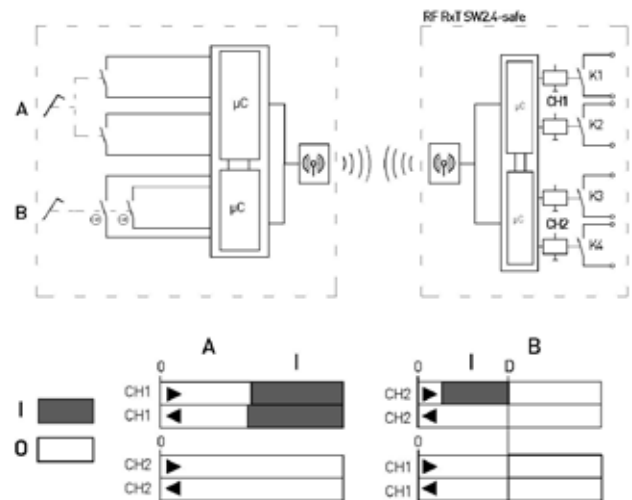 RF RxT SW2.4-safe
A
B
µC
µC
µC
µC
K1
CH1
K2
K3
CH2
K4
I
0
A
0 I
CH1
CH1
0
CH2
CH2
B
0 I D
CH2
CH2
0
CH1
CH1